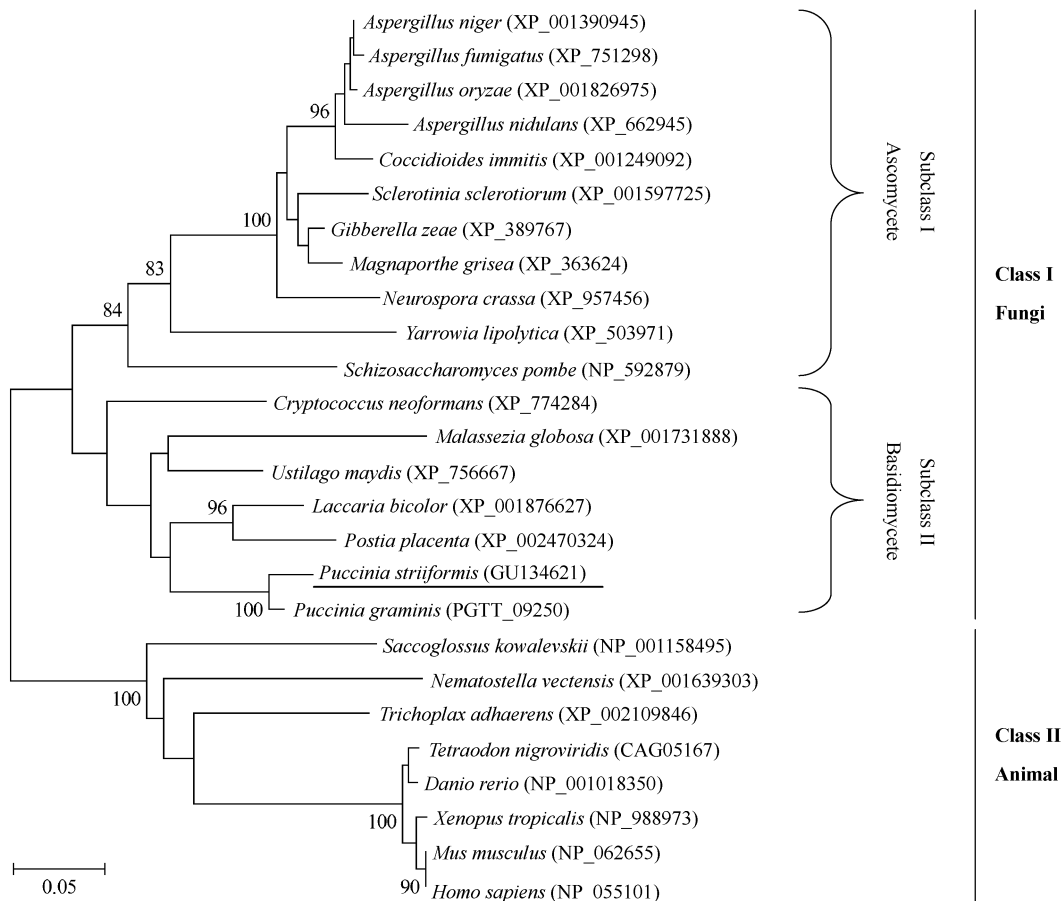 Aspergillus niger (XP_001390945)
Aspergillus fumigatus (XP_751298)
Aspergillus oryzae (XP_001826975)
96
Aspergillus nidulans (XP_662945)
Coccidioides immitis (XP_001249092)
Sclerotinia sclerotiorum (XP_001597725)
100
Gibberella zeae (XP_389767)
Magnaporthe grisea (XP_363624)
83
Neurospora crassa (XP_957456)
84
Yarrowia lipolytica (XP_503971)
Schizosaccharomyces pombe (NP_592879)
Subclass I
Ascomycete
Cryptococcus neoformans (XP_774284)
Malassezia globosa (XP_001731888)
Ustilago maydis (XP_756667)
96
Laccaria bicolor (XP_001876627)
Postia placenta (XP_002470324)
Puccinia striiformis (GU134621)
100
Puccinia graminis (PGTT_09250)
Subclass II
Basidiomycete
Class I
Fungi
Saccoglossus kowalevskii (NP_001158495)
100
Nematostella vectensis (XP_001639303)
Trichoplax adhaerens (XP_002109846)
Tetraodon nigroviridis (CAG05167)
Danio rerio (NP_001018350)
100
Xenopus tropicalis (NP_988973)
Mus musculus (NP_062655)
90
Homo sapiens (NP_055101)
Class II
Animal
0.05